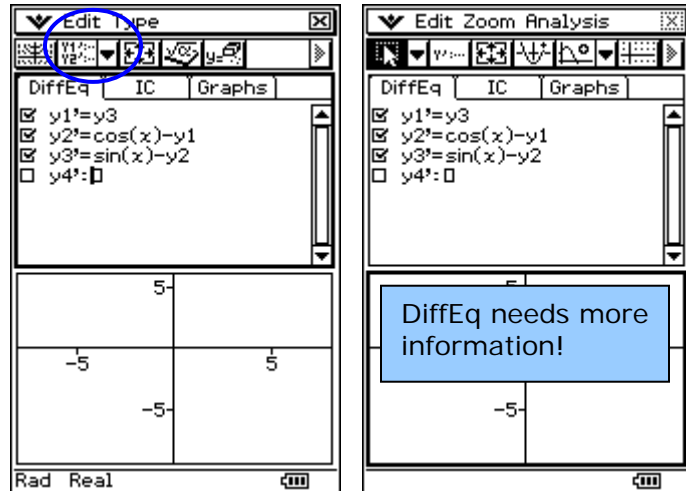 Edit Type
DiffEq IC Graphs
y1'=y3
y2'=cos(x)-y1
y3'=sin(x)-y2
y4':□
5
-5 5
-5
Rad Real
Edit Zoom Analysis
DiffEq IC Graphs
y1'=y3
y2'=cos(x)-y1
y3'=sin(x)-y2
y4':□
DiffEq needs more
information!
-5